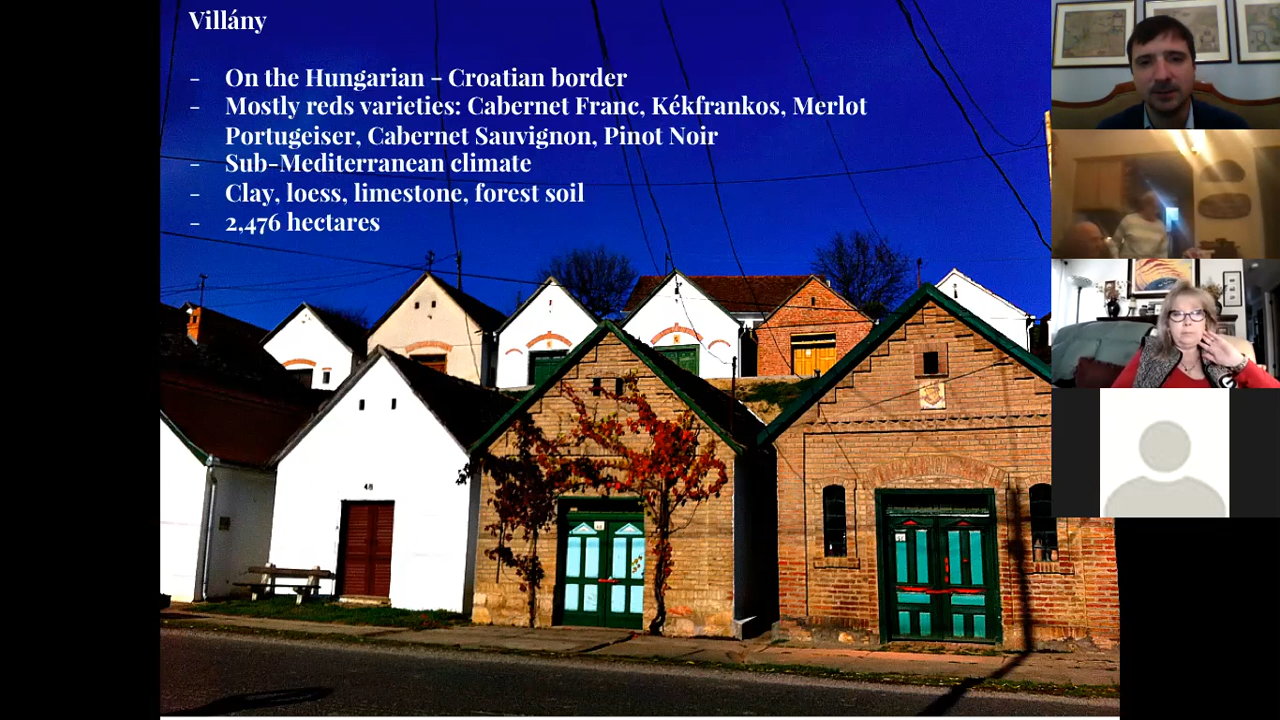 Villány
- On the Hungarian - Croatian border
- Mostly reds varieties: Cabernet Franc, Kékfrankos, Merlot
Portugeiser, Cabernet Sauvignon, Pinot Noir
- Sub-Mediterranean climate
- Clay, loess, limestone, forest soil
- 2,476 hectares
48